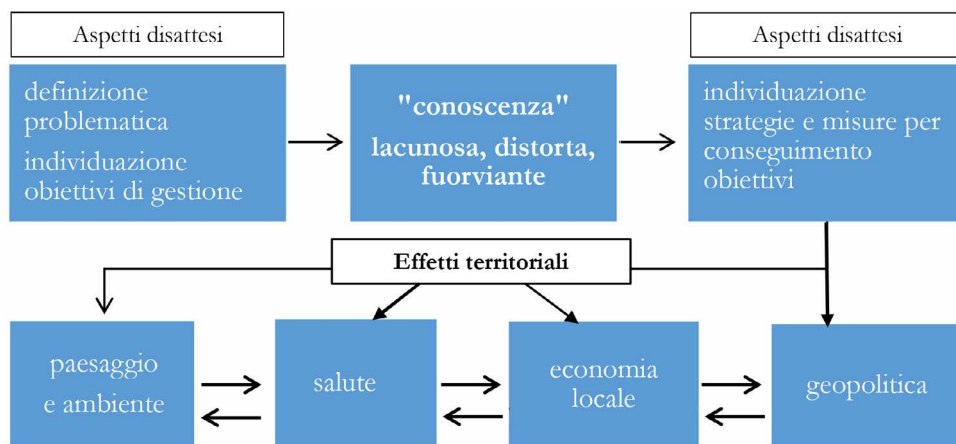 Aspetti disattesi
definizione
problematica
individuazione
obiettivi di gestione
"conoscenza"
lacunosa, distorta,
fuorviante
Aspetti disattesi
individuazione
strategie e misure per
conseguimento
obiettivi
Effetti territoriali
paesaggio
e ambiente
salute
economia
locale
geopolitica